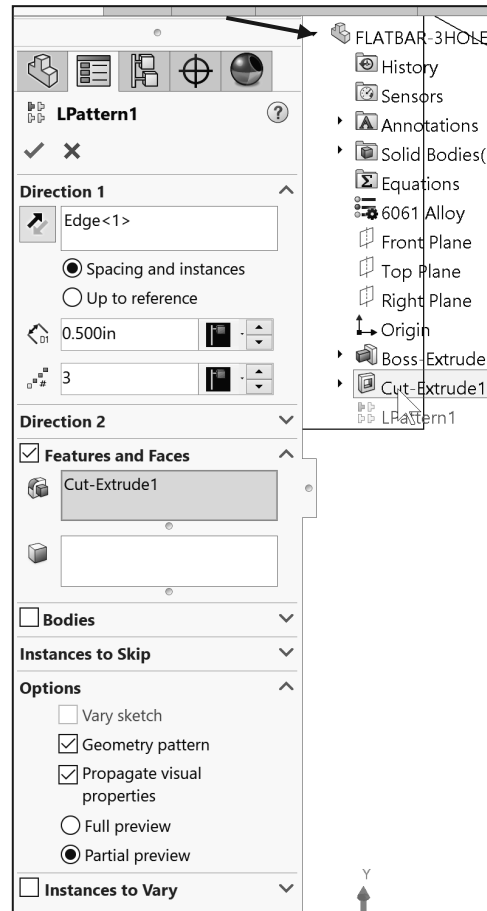 LPattern1
?
Direction 1
Edge<1>
Spacing and instances
Up to reference
D1
0.500in
#
3
Direction 2
Features and Faces
Cut-Extrude1
Bodies
Instances to Skip
Options
Vary sketch
Geometry pattern
Propagate visual
properties
Full preview
Partial preview
Instances to Vary
FLATBAR-3HOLE
History
Sensors
Annotations
Solid Bodies(
Equations
6061 Alloy
Front Plane
Top Plane
Right Plane
Origin
Boss-Extrude
Cut-Extrude1
LPattern1
Y